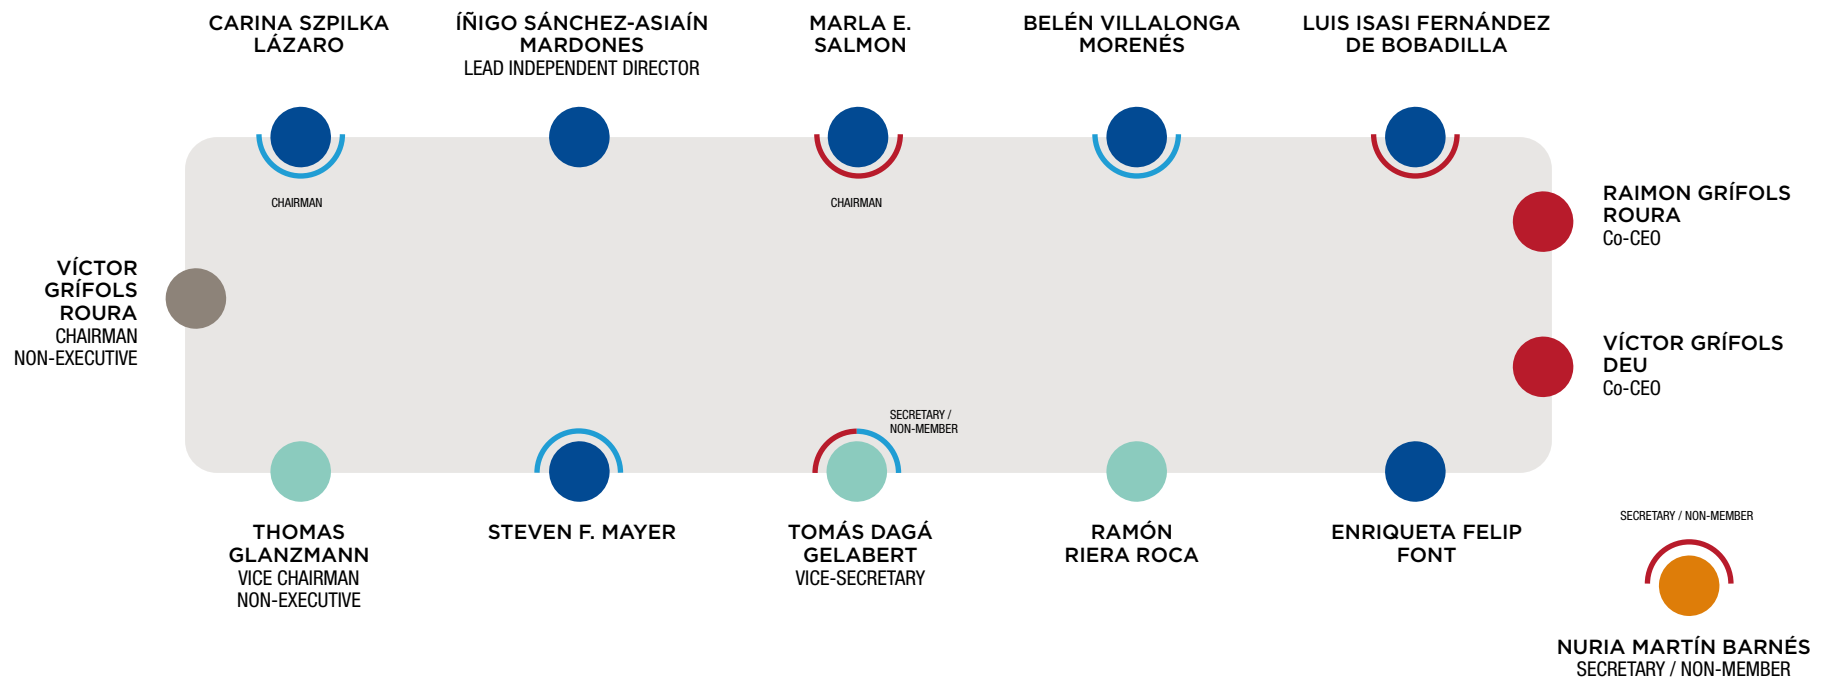 CARINA SZPILKA
LÁZARO
ÍÑIGO SÁNCHEZ-ASIAÍN
MARDONES
LEAD INDEPENDENT DIRECTOR
MARLA E.
SALMON
BELÉN VILLALONGA
MORENÉS
LUIS ISASI FERNÁNDEZ
DE BOBADILLA
CHAIRMAN
CHAIRMAN
RAIMON GRÍFOLS
ROURA
Co-CEO
VÍCTOR
GRÍFOLS
ROURA
CHAIRMAN
NON-EXECUTIVE
VÍCTOR GRÍFOLS
DEU
Co-CEO
SECRETARY /
NON-MEMBER
THOMAS
GLANZMANN
VICE CHAIRMAN
NON-EXECUTIVE
STEVEN F. MAYER
TOMÁS DAGÁ
GELABERT
VICE-SECRETARY
RAMÓN
RIERA ROCA
ENRIQUETA FELIP
FONT
SECRETARY / NON-MEMBER
NURIA MARTÍN BARNÉS
SECRETARY / NON-MEMBER